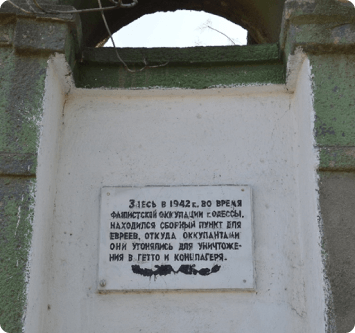 ЗДЕСЬ В 1942 г. ВО ВРЕМЯ
ФАШИСТСКОЙ ОККУПАЦИИ г. ОДЕССЫ,
НАХОДИЛСЯ СБОРНЫЙ ПУНКТ ДЛЯ
ЕВРЕЕВ, ОТКУДА ОККУПАНТАМИ
ОНИ УГОНЯЛИСЬ ДЛЯ УНИЧТОЖЕ-
НИЯ В ГЕТТО И КОНЦЛАГЕРЯ.